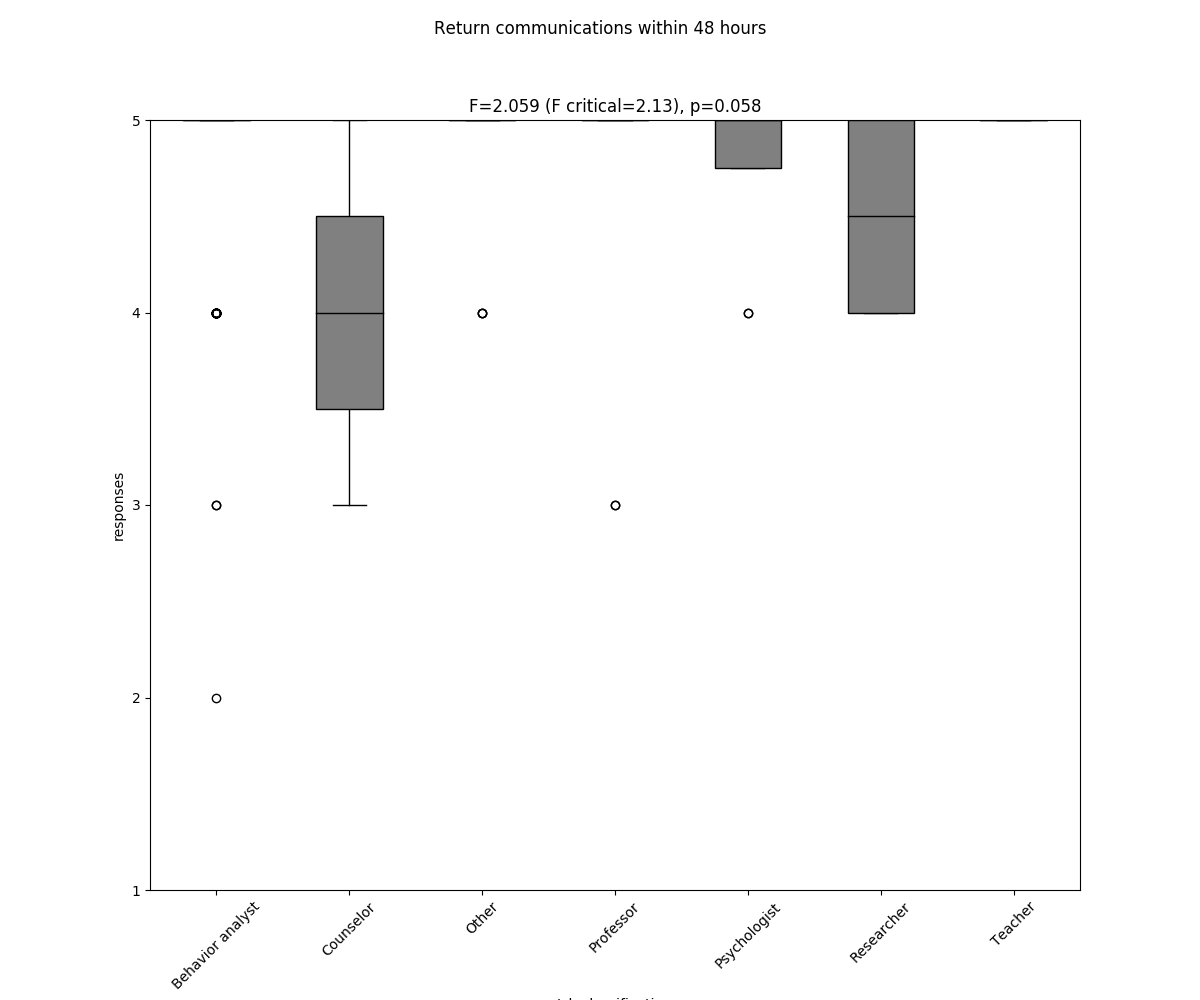 Return communications within 48 hours
F=2.059 (F critical=2.13), p=0.058
5
4
3
2
1
responses
Behavior analyst
Counselor
Other
Professor
Psychologist
Researcher
Teacher